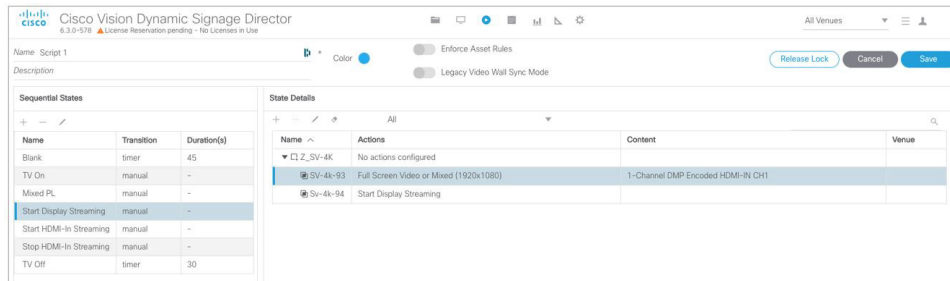 CISCO
Cisco Vision Dynamic Signage Director
6.3.0-578 License Reservation pending - No Licenses in Use
All Venues
Name Script 1 *
Color
Enforce Asset Rules
Description
Legacy Video Wall Sync Mode
Release Lock Cancel Save
Sequential States
State Details
All
Name Transition Duration(s)
Blank timer 45
TV On manual -
Mixed PL manual -
Start Display Streaming manual -
Start HDMI-In Streaming manual -
Stop HDMI-In Streaming manual -
TV Off timer 30
Name Actions Content Venue
Z_SV-4K No actions configured
SV-4k-93 Full Screen Video or Mixed (1920x1080) 1-Channel DMP Encoded HDMI-IN CH1
Sv-4k-94 Start Display Streaming